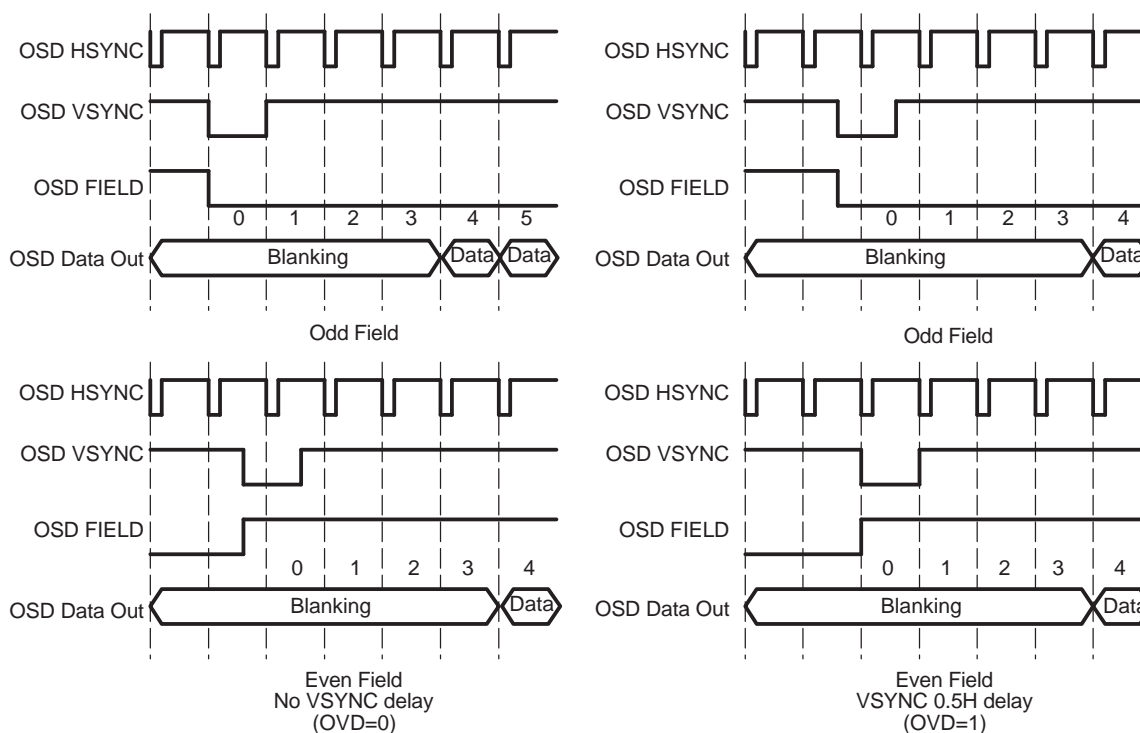 OSD HSYNC
OSD VSYNC
OSD FIELD
0 1 2 3 4 5
OSD Data Out Blanking Data Data
Odd Field
OSD HSYNC
OSD VSYNC
OSD FIELD
0 1 2 3 4
OSD Data Out Blanking Data
Odd Field
OSD HSYNC
OSD VSYNC
OSD FIELD
0 1 2 3 4
OSD Data Out Blanking Data
Even Field
No VSYNC delay
(OVD=0)
OSD HSYNC
OSD VSYNC
OSD FIELD
0 1 2 3 4
OSD Data Out Blanking Data
Even Field
VSYNC 0.5H delay
(OVD=1)